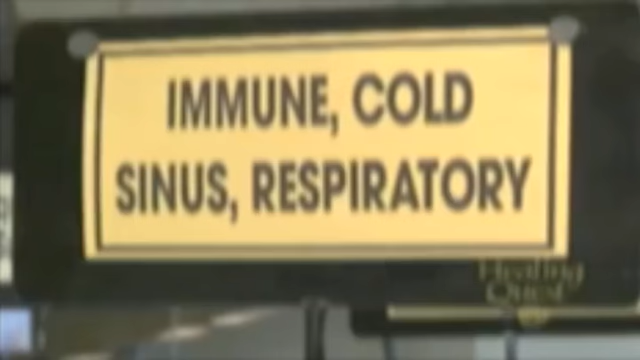 IMMUNE, COLD
SINUS, RESPIRATORY
Healing
Quest